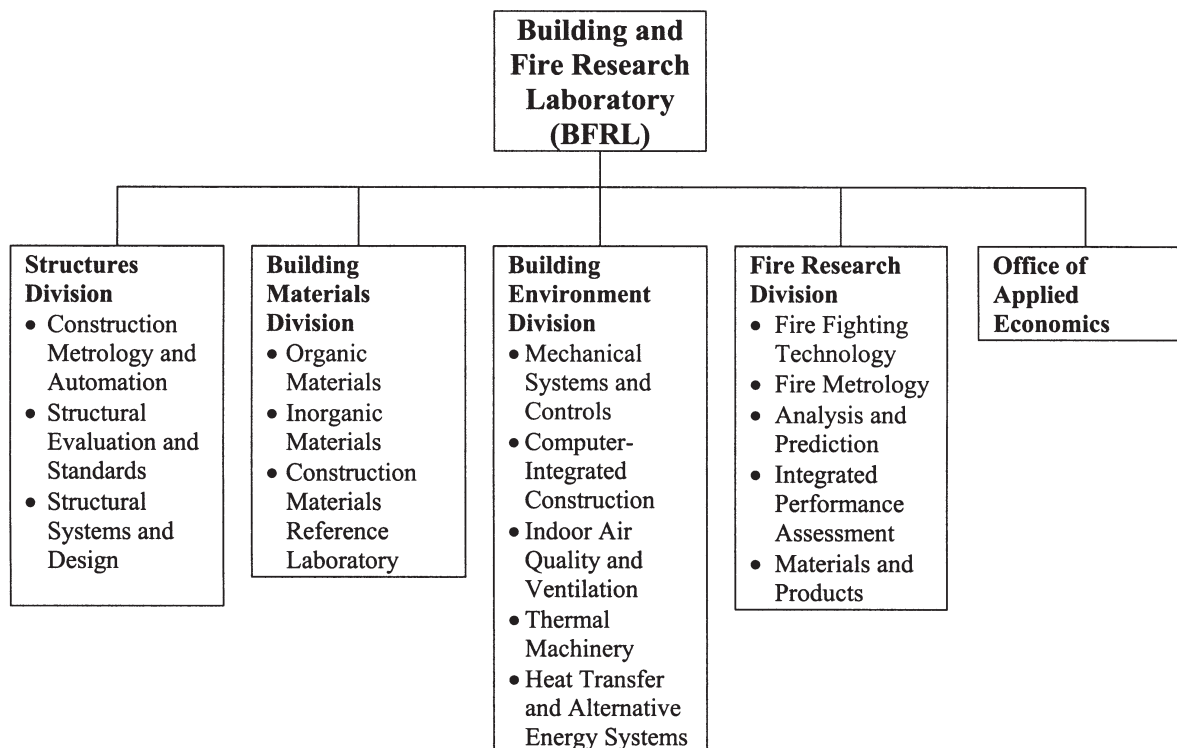 Building and
Fire Research
Laboratory
(BFRL)
Structures
Division
• Construction
Metrology and
Automation
• Structural
Evaluation and
Standards
• Structural
Systems and
Design
Building
Materials
Division
• Organic
Materials
• Inorganic
Materials
• Construction
Materials
Reference
Laboratory
Building
Environment
Division
• Mechanical
Systems and
Controls
• Computer-
Integrated
Construction
• Indoor Air
Quality and
Ventilation
• Thermal
Machinery
• Heat Transfer
and Alternative
Energy Systems
Fire Research
Division
• Fire Fighting
Technology
• Fire Metrology
• Analysis and
Prediction
• Integrated
Performance
Assessment
• Materials and
Products
Office of
Applied
Economics